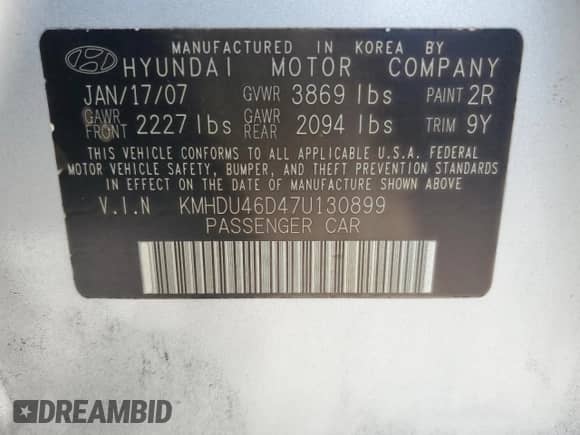 MANUFACTURED IN KOREA BY
HYUNDAI MOTOR COMPANY
JAN/17/07 GVWR 3869 lbs PAINT 2R
GAWR FRONT 2227 lbs GAWR REAR 2094 lbs TRIM 9Y
THIS VEHICLE CONFORMS TO ALL APPLICABLE U.S.A. FEDERAL
MOTOR VEHICLE SAFETY, BUMPER, AND THEFT PREVENTION STANDARDS
IN EFFECT ON THE DATE OF MANUFACTURE SHOWN ABOVE
V.I.N KMHDU46D47U130899
PASSENGER CAR
DREAMBID